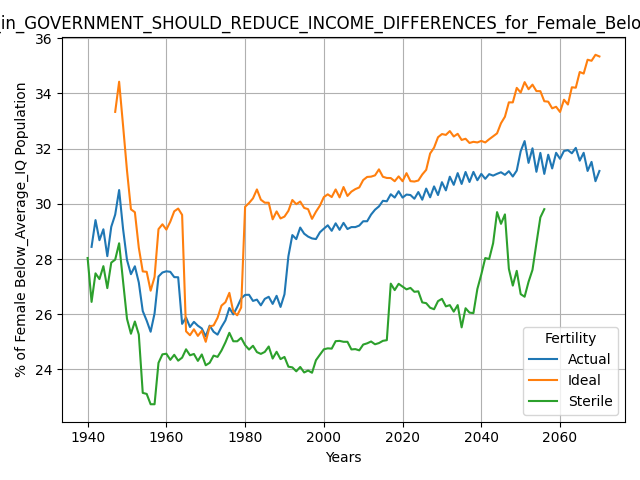 _in_GOVERNMENT_SHOULD_REDUCE_INCOME_DIFFERENCES_for_Female_Belo
% of Female Below_Average_IQ Population
36
34
32
30
28
26
24
1940 1960 1980 2000 2020 2040 2060
Years
Fertility
Actual
Ideal
Sterile